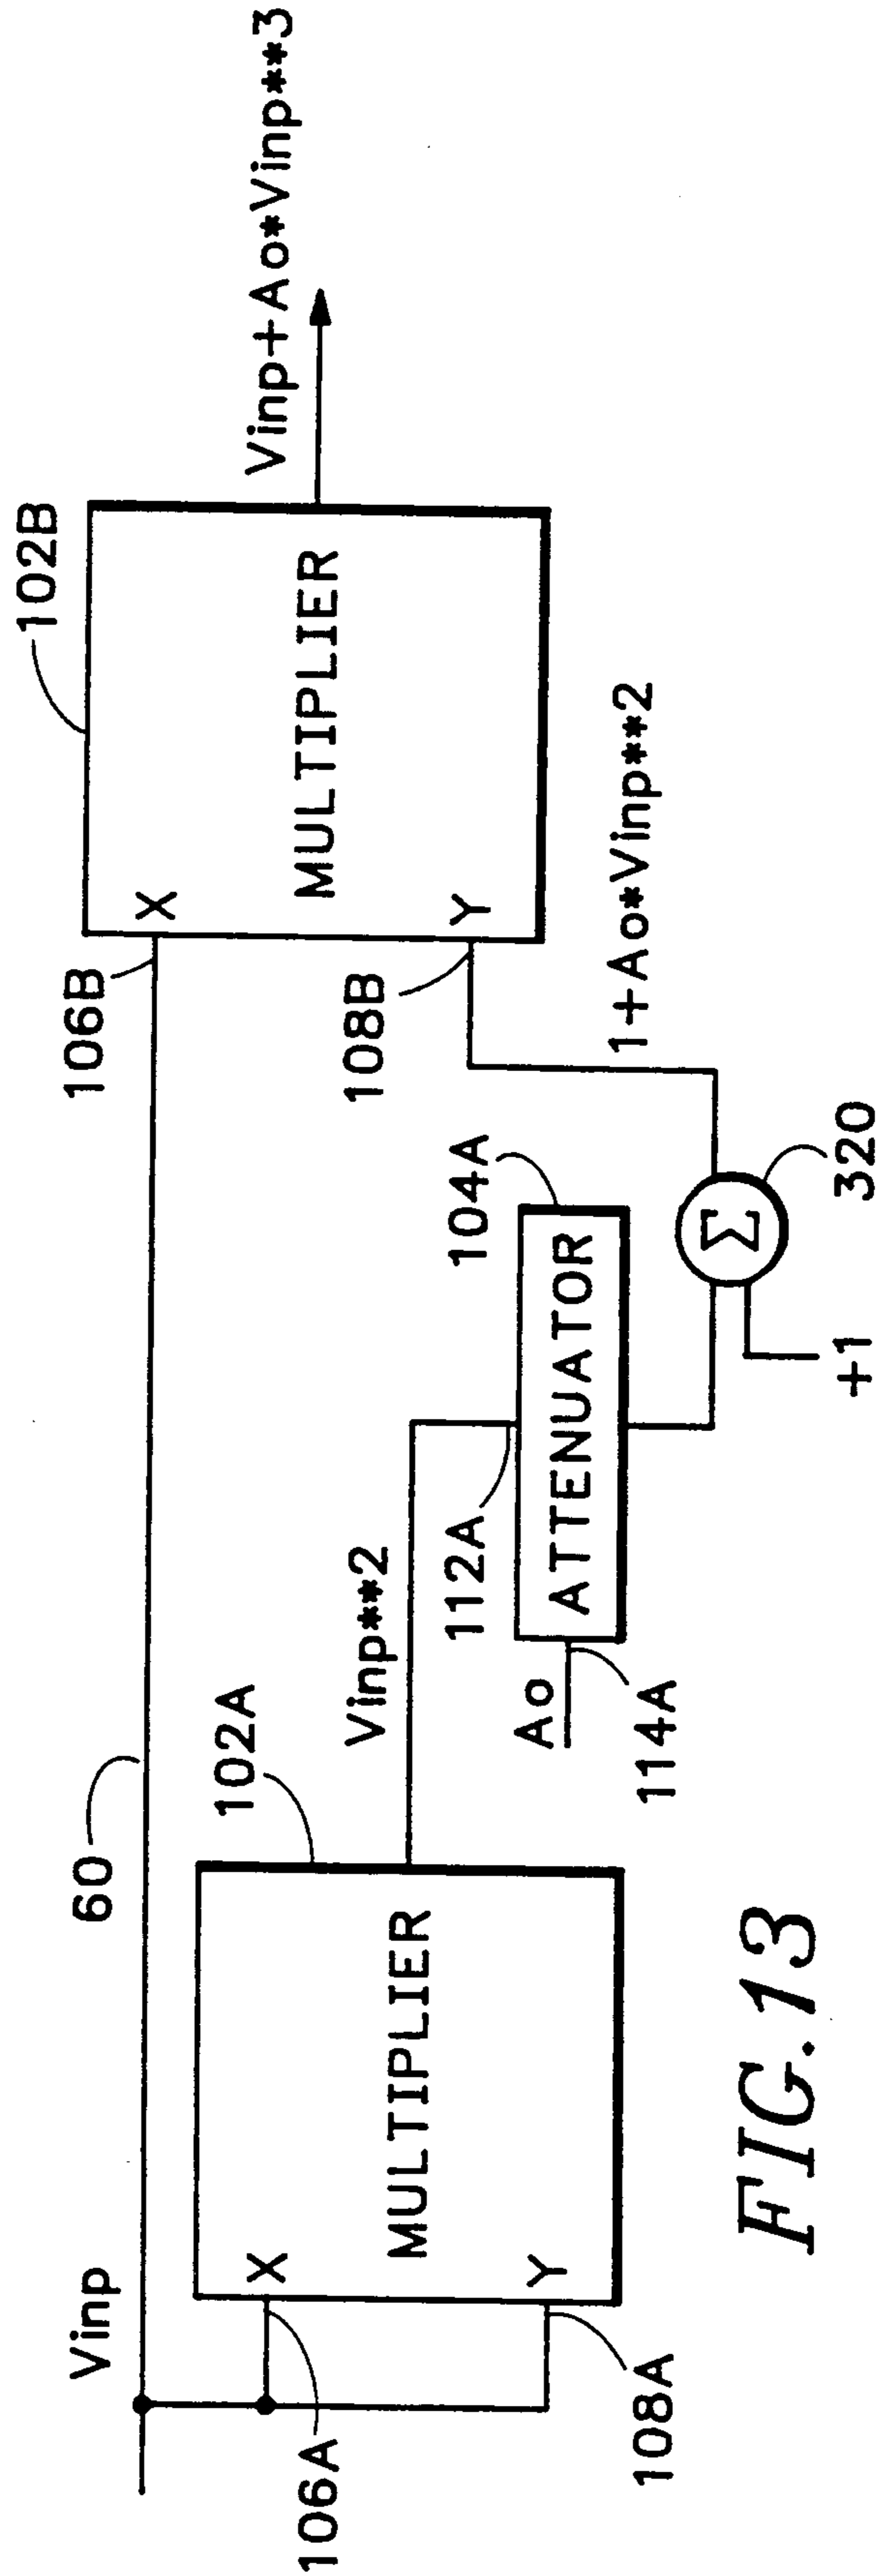 Vinp
60
106A
X
108A
Y
MULTIPLIER
102A
Vinp**2
112A
Ao
114A
ATTENUATOR
104A
+1
Σ
320
1+Ao*Vinp**2
106B
X
108B
Y
MULTIPLIER
102B
Vinp+Ao*Vinp**3
FIG. 13